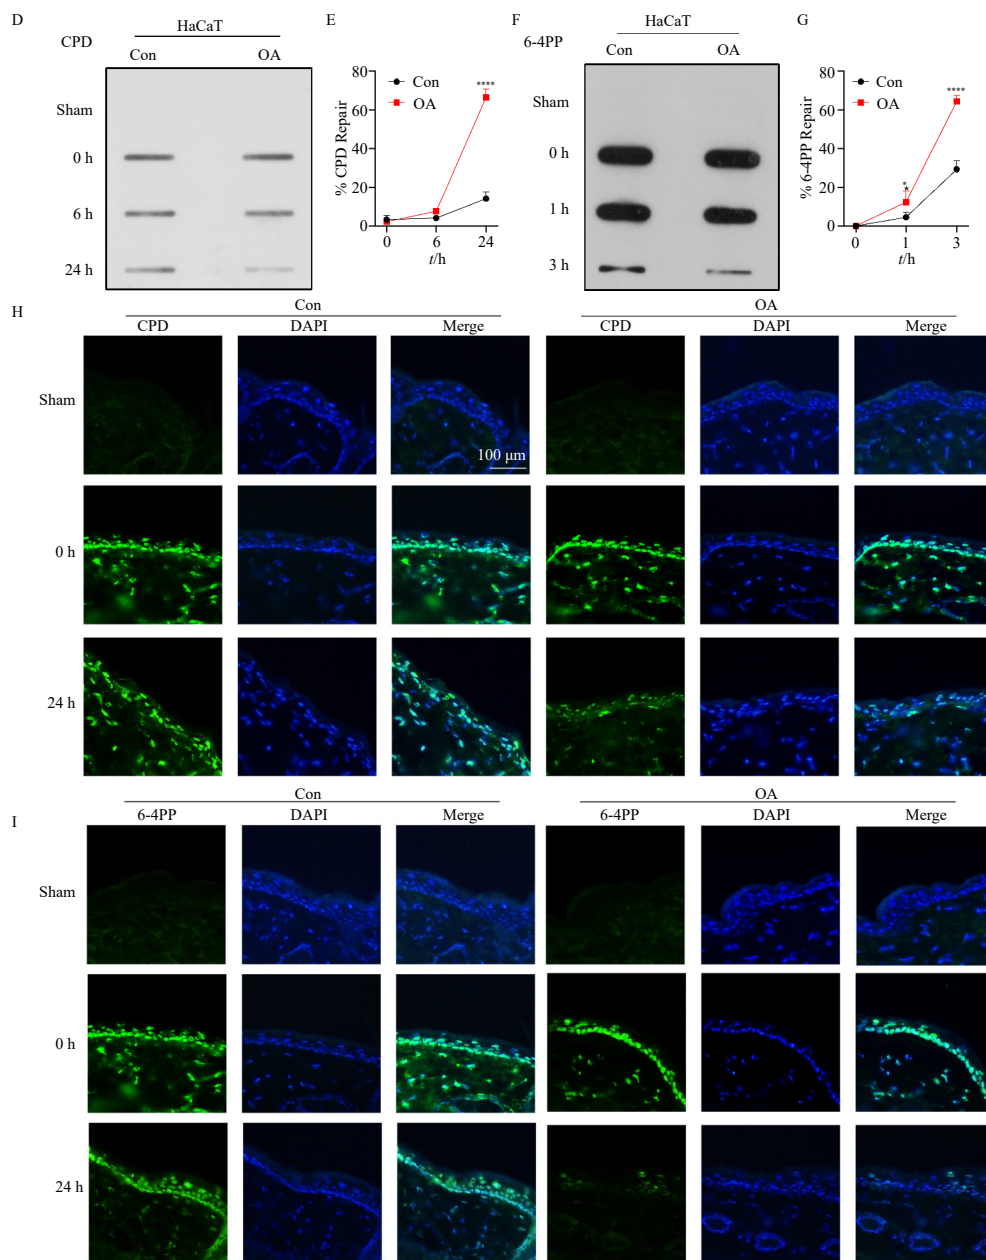 D
HaCaT
CPD
Con OA
Sham
0 h
6 h
24 h
E
% CPD Repair
80
60
40
20
0
Con
OA
****
0 6 24
t/h
F
HaCaT
6-4PP
Con OA
Sham
0 h
1 h
3 h
G
% 6-4PP Repair
80
60
40
20
0
Con
OA
*
*
****
0 1 3
t/h
H
Con OA
CPD DAPI Merge CPD DAPI Merge
Sham
100 μm
0 h
24 h
I
Con OA
6-4PP DAPI Merge 6-4PP DAPI Merge
Sham
0 h
24 h